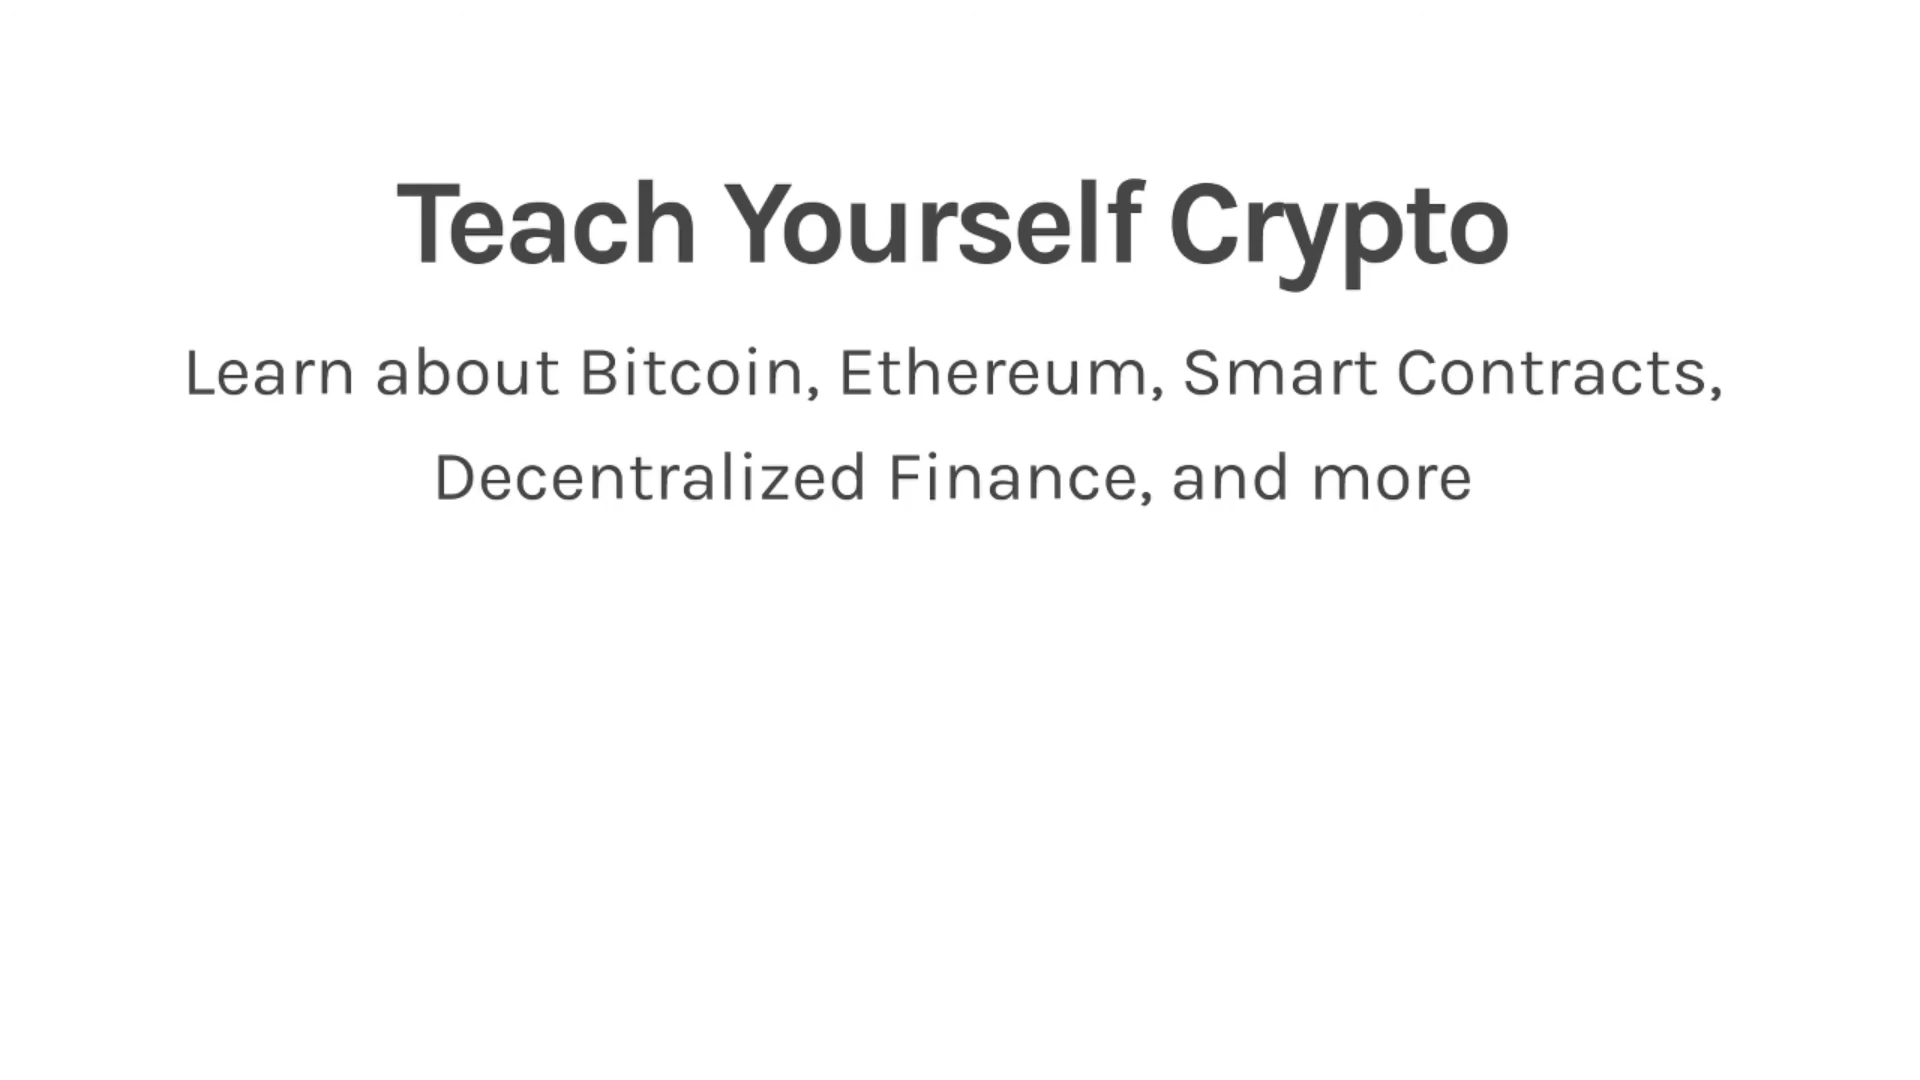 Teach Yourself Crypto
Learn about Bitcoin, Ethereum, Smart Contracts,
Decentralized Finance, and more